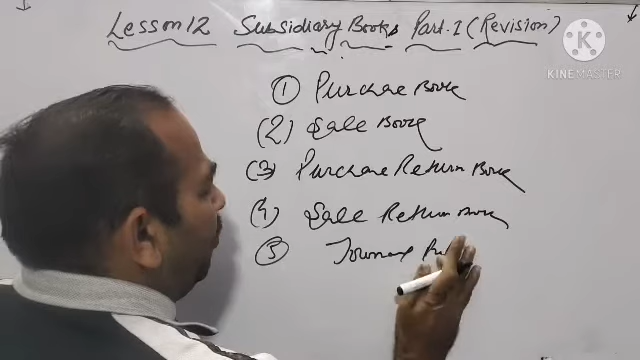 Lesson 12 Subsidiary Books Part-I (Revision)
KINEMASTER
① Purchase Book
(2) Sale Book
(3) Purchase Return Book
(4) Sale Return Book
⑤ Journal